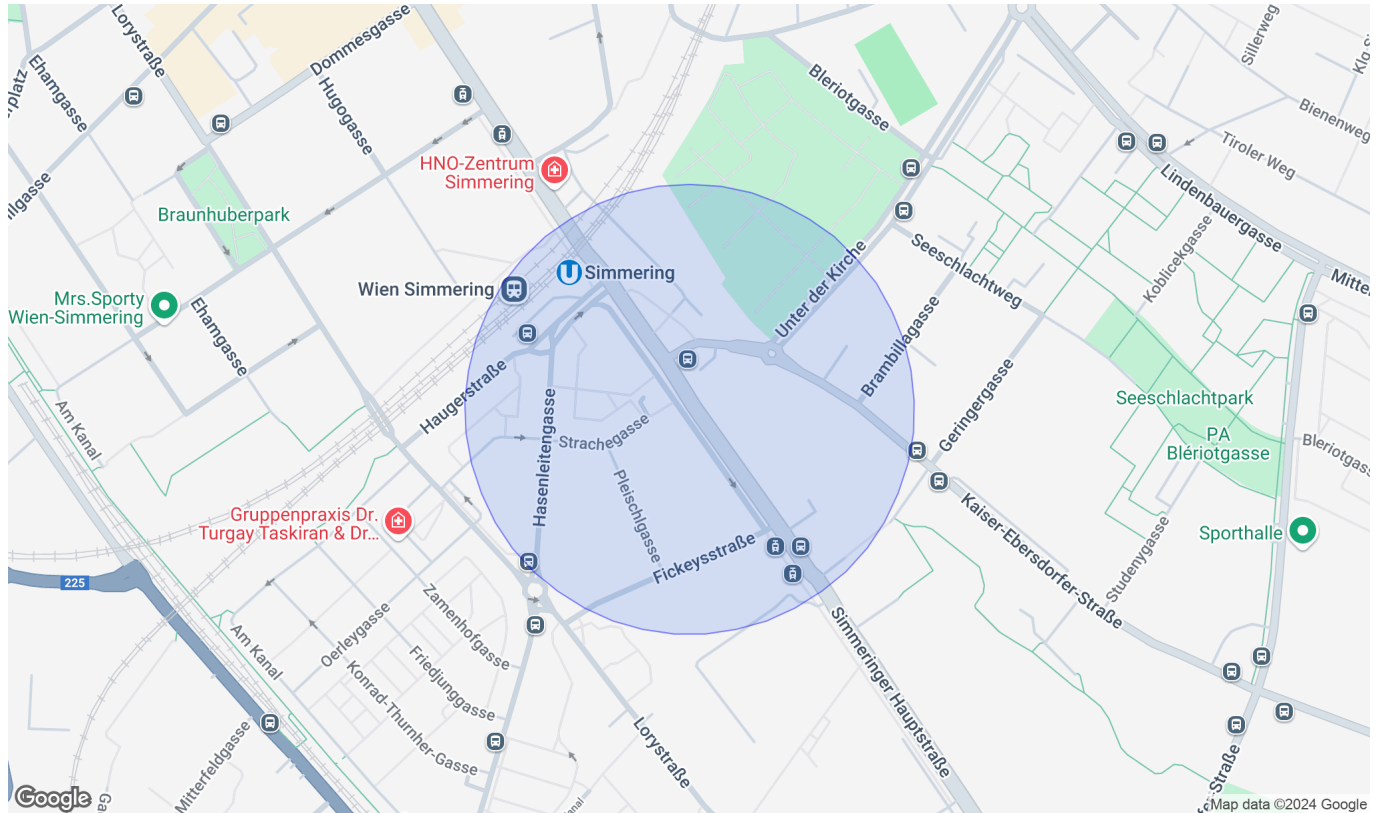 Lorystraße
Dommesgasse
Ehamgasse
Hugogasse
Bleriotgasse
Sillerweg
Bienenweg
Tiroler Weg
Lindenbauergasse
HNO-Zentrum
Simmering
Braunhuberpark
Seeschlachtweg
Koblicekgasse
Unter der Kirche
Simmering
Wien Simmering
Mrs.Sporty
Wien-Simmering
Ehamgasse
Brambillagasse
Geringergasse
Haugerstraße
Hasenleitengasse
Strachegasse
Pleischlgasse
Am Kanal
Seeschlachtpark
PA
Blériotgasse
Bleriotgass
Gruppenpraxis Dr.
Turgay Taskiran & Dr...
Sporthalle
Kaiser-Ebersdorfer-Straße
Studenygasse
Fickeysstraße
225
Zamenhofgasse
Oerleygasse
Am Kanal
Friedjunggasse
Konrad-Thurnher-Gasse
Simmeringer Hauptstraße
Lorystraße
Mitterfeldgasse
Google
Map data ©2024 Google